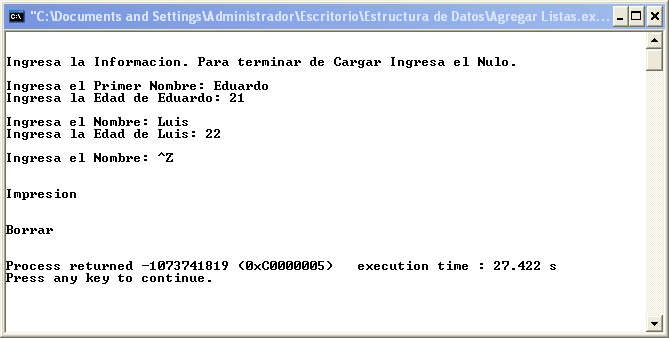 "C:\Documents and Settings\Administrador\Escritorio\Estructura de Datos\Agregar Listas.ex...
Ingresa la Informacion. Para terminar de Cargar Ingresa el Nulo.
Ingresa el Primer Nombre: Eduardo
Ingresa la Edad de Eduardo: 21
Ingresa el Nombre: Luis
Ingresa la Edad de Luis: 22
Ingresa el Nombre: ^Z
Impresion
Borrar
Process returned -1073741819 (0xC0000005)   execution time : 27.422 s
Press any key to continue.